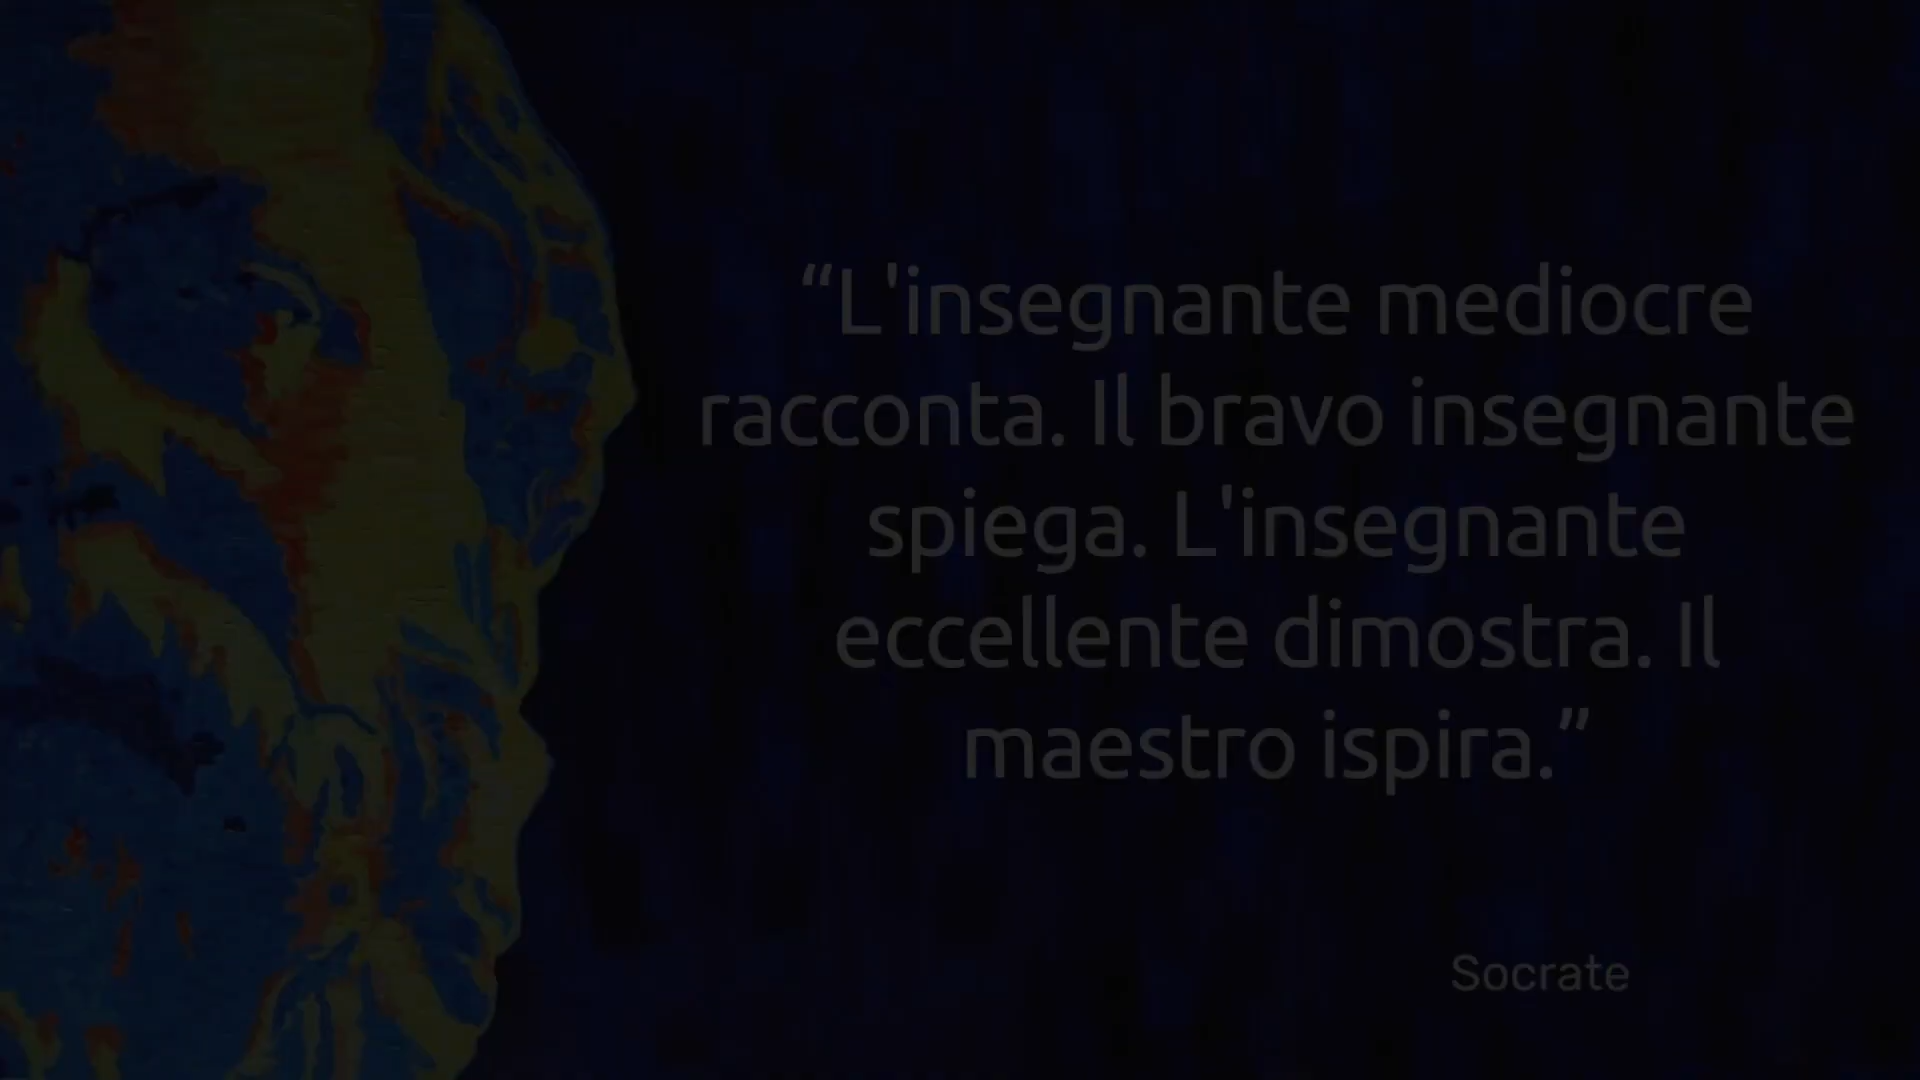 “L'insegnante mediocre
racconta. Il bravo insegnante
spiega. L'insegnante
eccellente dimostra. Il
maestro ispira.”
Socrate